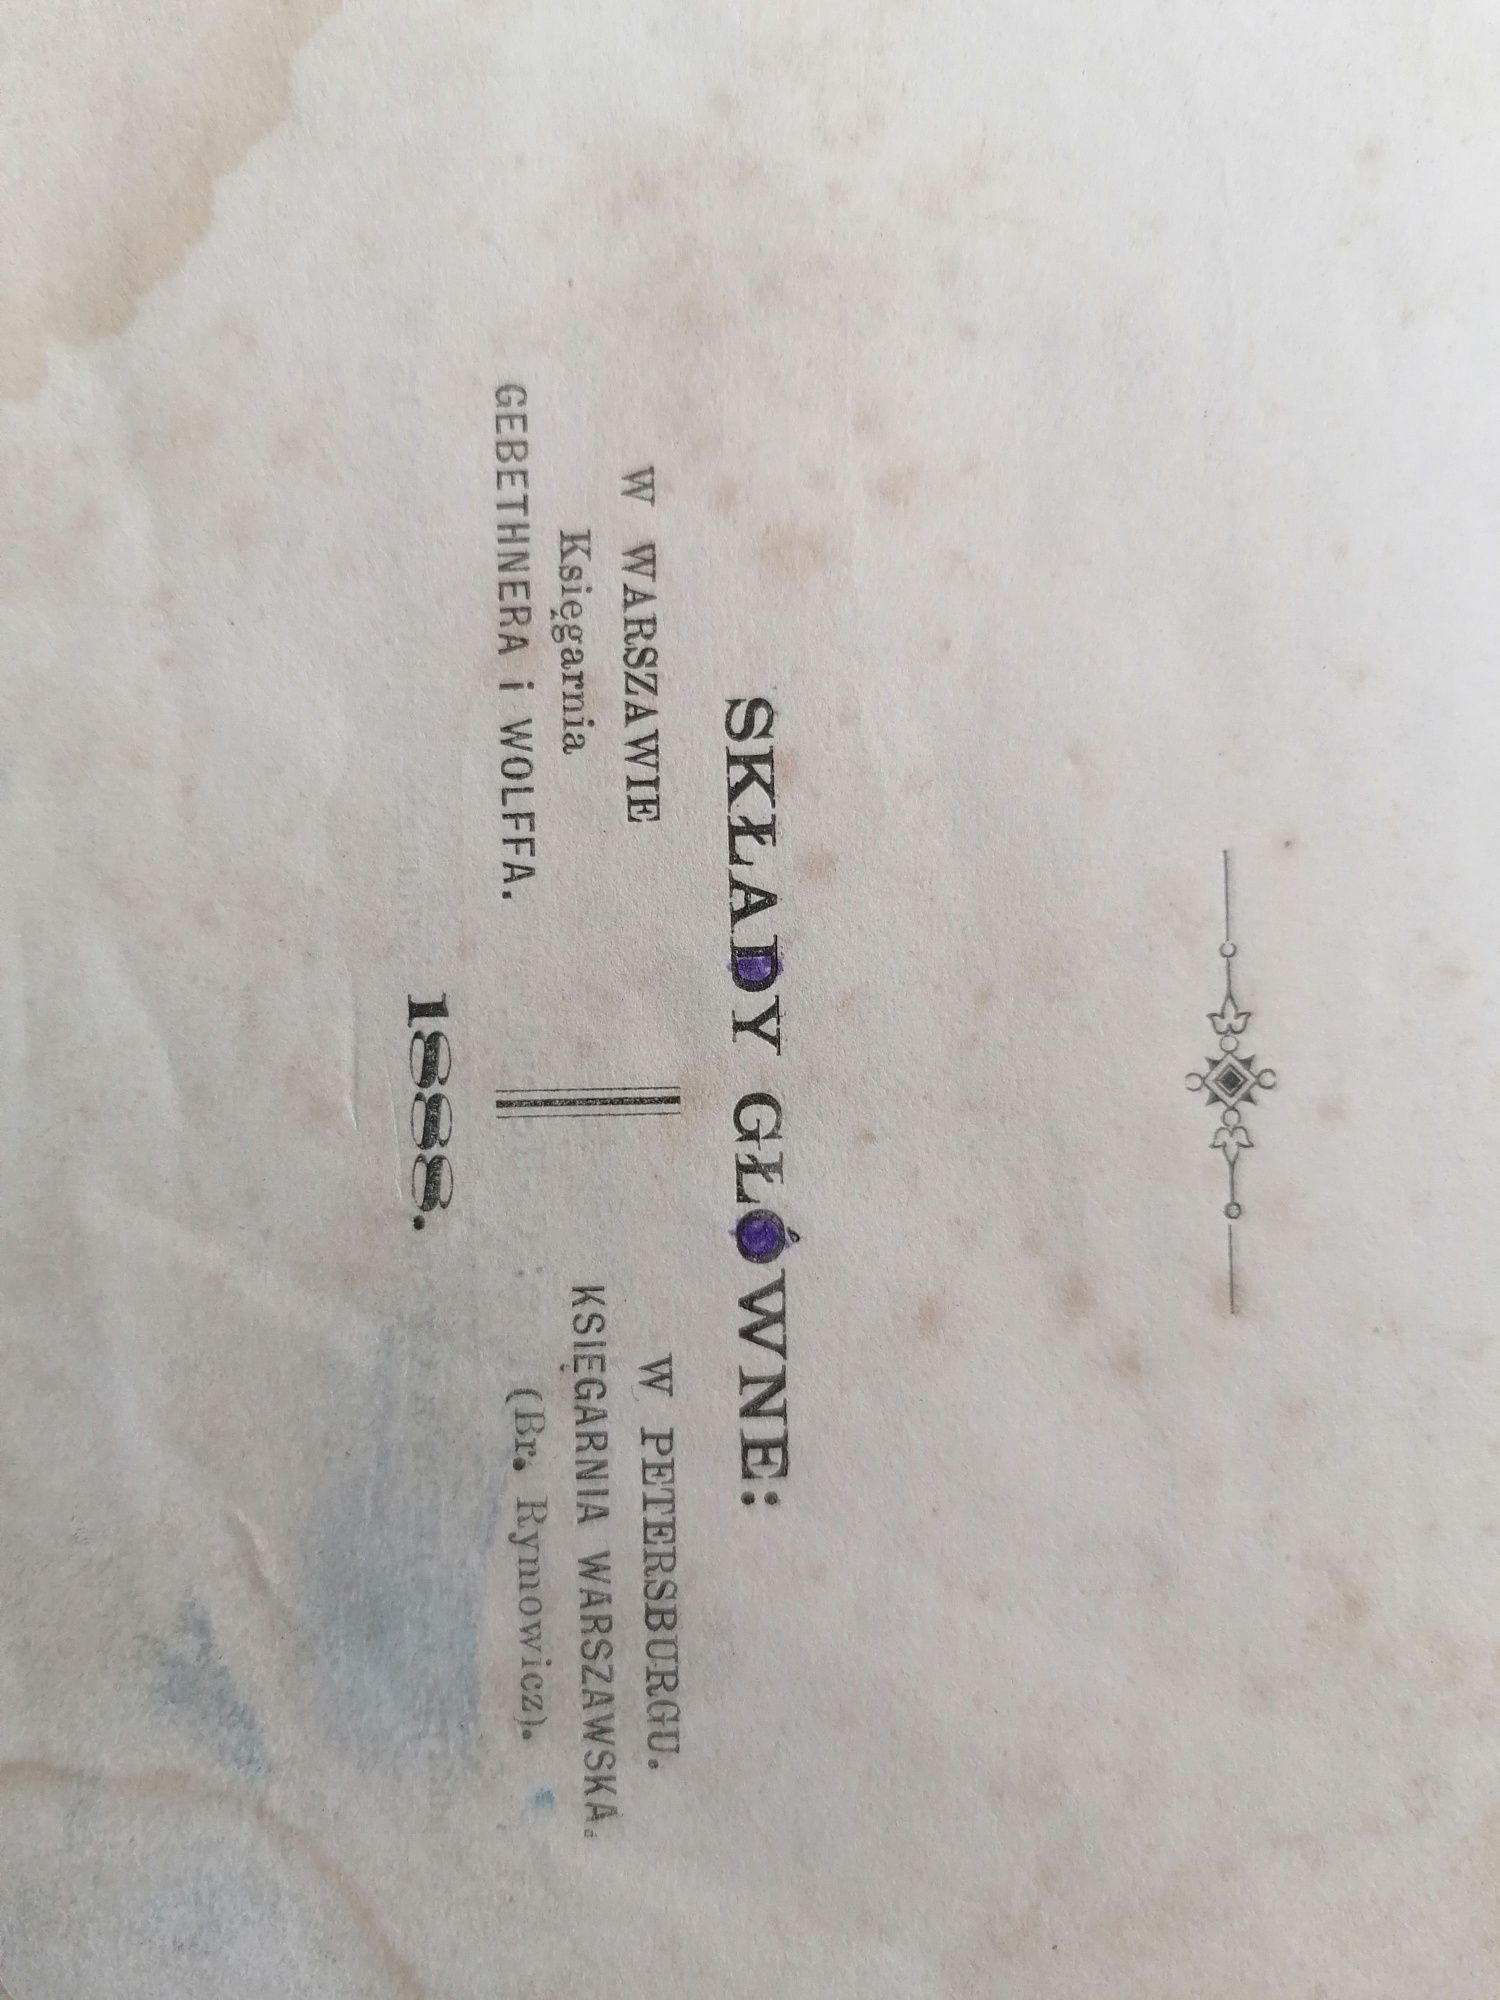 SKŁADY GŁÓWNE:
W WARSZAWIE
Księgarnia
GEBETHNERA i WOLFFA.
W PETERSBURGU.
KSIĘGARNIA WARSZAWSKA.
(Br. Rymowicz).
1888.